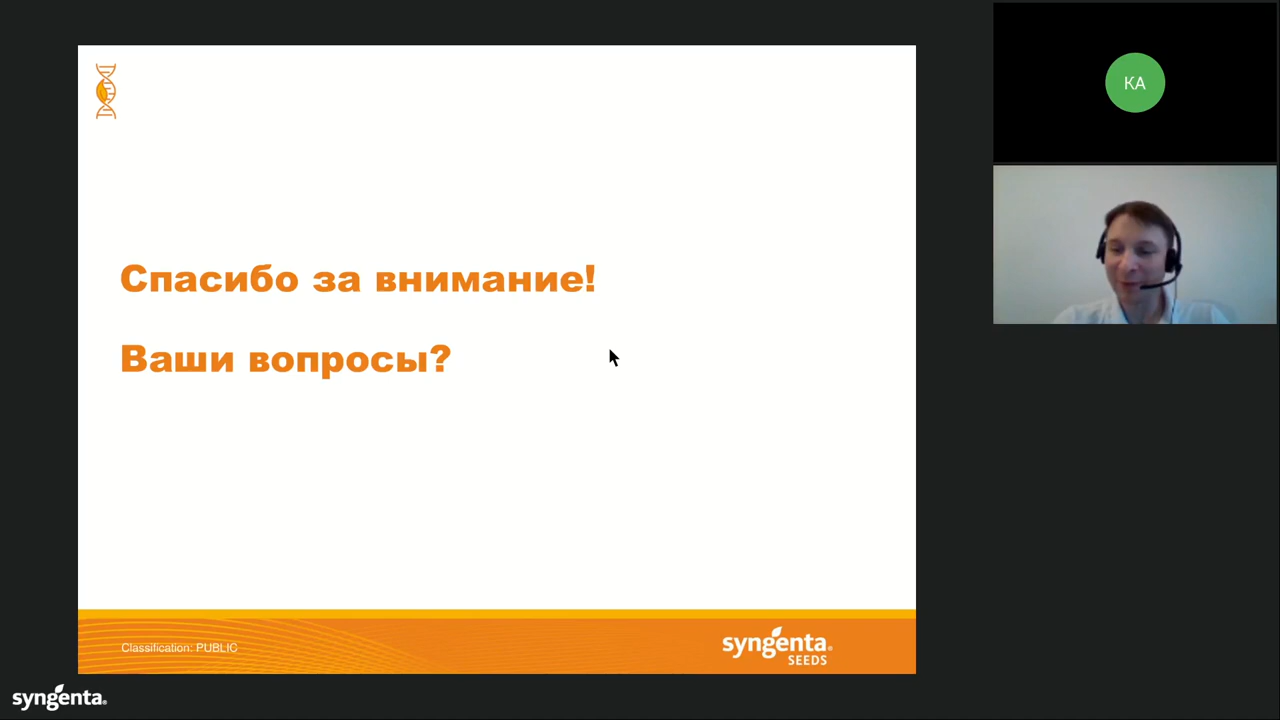 Спасибо за внимание!
Ваши вопросы?
Classification: PUBLIC
syngenta®
SEEDS
KA
syngenta®